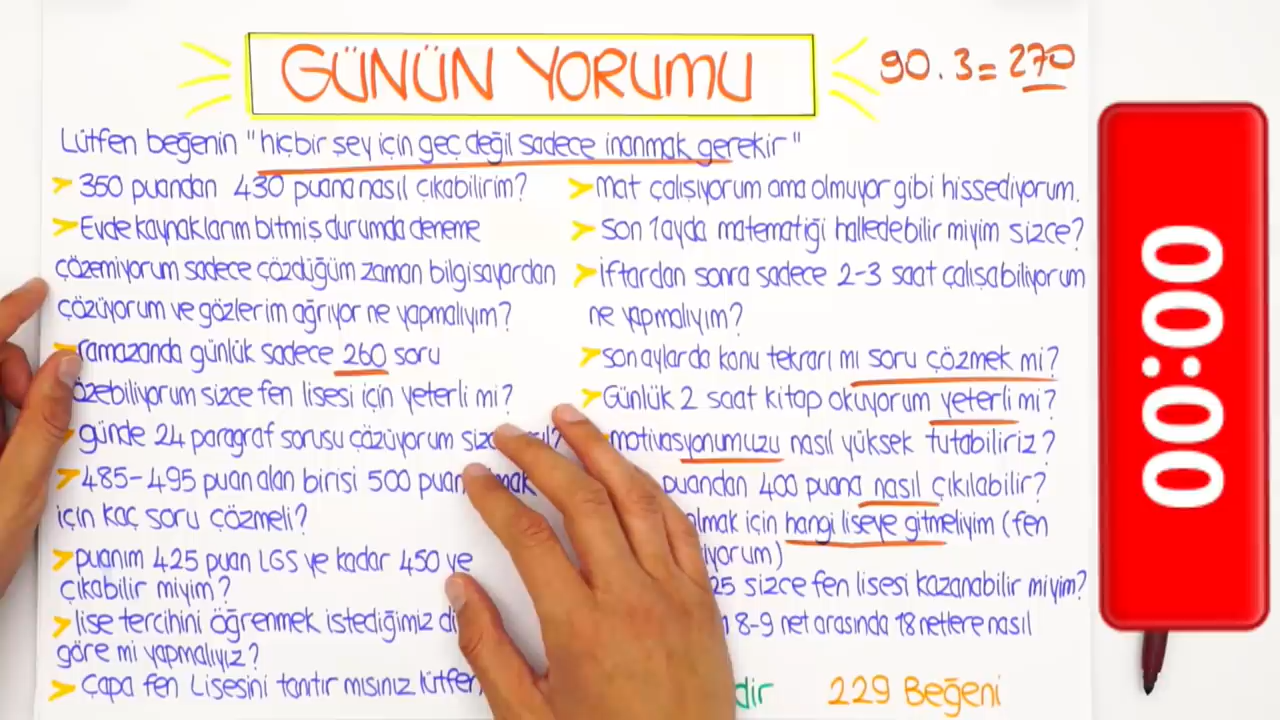 GÜNÜN YORUMU
90.3=270
Lütfen beğenin "hiçbir şey için geç değil sadece inanmak gerekir"
➤ 350 puandan 430 puana nasıl çıkabilirim?
➤ Evde kaynaklarım bitmiş durumda deneme
çözemiyorum sadece çözdüğüm zaman bilgisayardan
çözüyorum ve gözlerim ağrıyor ne yapmalıyım?
ramazanda günlük sadece 260 soru
özebiliyorum sizce fen lisesi için yeterli mi?
günde 24 paragraf sorusu çözüyorum
➤ 485-495 puan alan birisi 500 puan
için kaç soru çözmeli?
➤ puanım 425 puan LGS ye kadar 450 ye
çıkabilir miyim?
➤ lise tercihini öğrenmek istediğimiz
göre mi yapmalıyız?
➤ Çapa fen Lisesini tanıtır mısınız lütfen
➤ mat çalışıyorum ama olmuyor gibi hissediyorum.
➤ son 1 ayda matematiği halledebilir miyim sizce?
➤ iftardan sonra sadece 2-3 saat çalışabiliyorum
ne yapmalıyım?
➤ son aylarda konu tekrarı mı soru çözmek mi?
➤ Günlük 2 saat kitap okuyorum yeterli mi?
motivasyonumuzu nasıl yüksek tutabiliriz?
puandan 400 puana nasıl çıkılabilir?
olmak için hangi liseye gitmeliyim (fen
iyorum)
25 sizce fen lisesi kazanabilir miyim?
8-9 net arasında 18 netlere nasıl
229 Beğeni
00:00